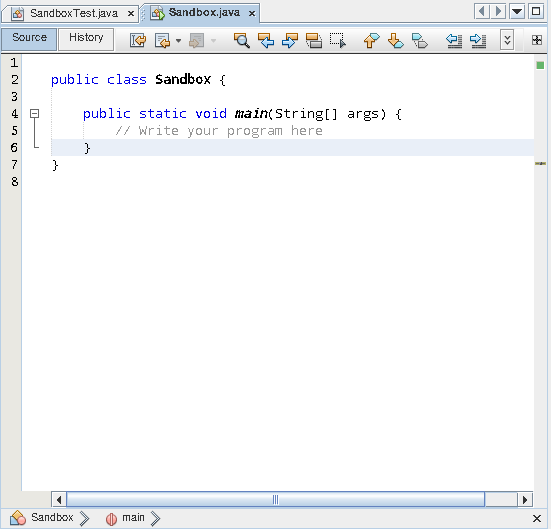 SandboxTest.java
Sandbox.java
Source
History
1
2 public class Sandbox {
3
4 public static void main(String[] args) {
5 // Write your program here
6 }
7 }
8
Sandbox
main